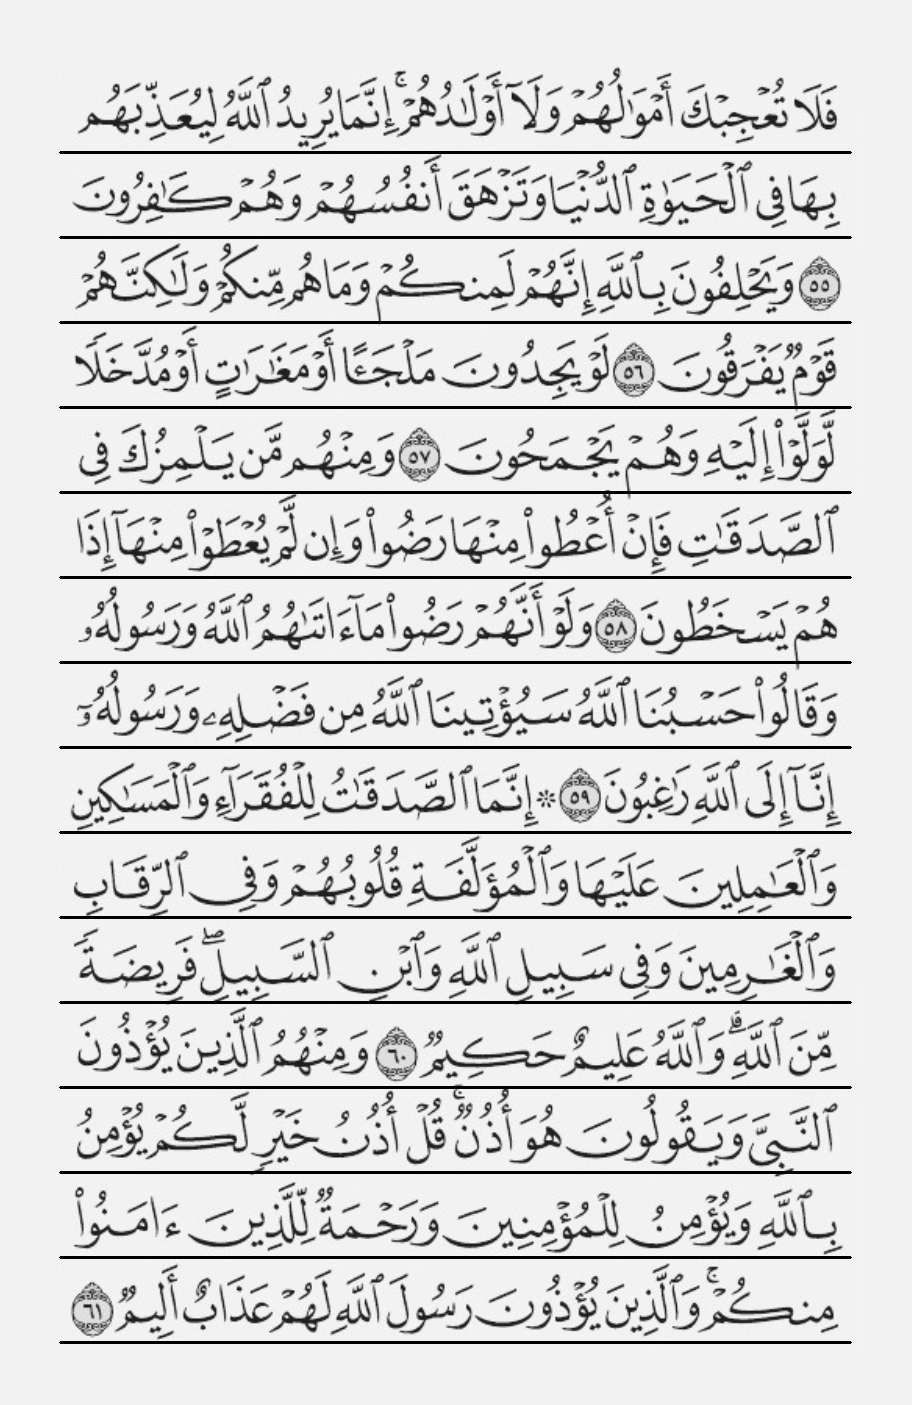 فَلَا تُعْجِبْكَ أَمْوَٰلُهُمْ وَلَآ أَوْلَـٰدُهُمْ ۚ إِنَّمَا يُرِيدُ ٱللَّهُ لِيُعَذِّبَهُم
بِهَا فِى ٱلْحَيَوٰةِ ٱلدُّنْيَا وَتَزْهَقَ أَنفُسُهُمْ وَهُمْ كَـٰفِرُونَ
٥٥ وَيَحْلِفُونَ بِٱللَّهِ إِنَّهُمْ لَمِنكُمْ وَمَا هُم مِّنكُمْ وَلَـٰكِنَّهُمْ
قَوْمٌ يَفْرَقُونَ ٥٦ لَوْ يَجِدُونَ مَلْجَـًٔا أَوْ مَغَـٰرَٰتٍ أَوْ مُدَّخَلًا
لَّوَلَّوْا۟ إِلَيْهِ وَهُمْ يَجْمَحُونَ ٥٧ وَمِنْهُم مَّن يَلْمِزُكَ فِى
ٱلصَّدَقَـٰتِ فَإِنْ أُعْطُوا۟ مِنْهَا رَضُوا۟ وَإِن لَّمْ يُعْطَوْا۟ مِنْهَآ إِذَا
هُمْ يَسْخَطُونَ ٥٨ وَلَوْ أَنَّهُمْ رَضُوا۟ مَآ ءَاتَىٰهُمُ ٱللَّهُ وَرَسُولُهُۥ
وَقَالُوا۟ حَسْبُنَا ٱللَّهُ سَيُؤْتِينَا ٱللَّهُ مِن فَضْلِهِۦ وَرَسُولُهُۥٓ
إِنَّآ إِلَى ٱللَّهِ رَٰغِبُونَ ٥٩ ۞ إِنَّمَا ٱلصَّدَقَـٰتُ لِلْفُقَرَآءِ وَٱلْمَسَـٰكِينِ
وَٱلْعَـٰمِلِينَ عَلَيْهَا وَٱلْمُؤَلَّفَةِ قُلُوبُهُمْ وَفِى ٱلرِّقَابِ
وَٱلْغَـٰرِمِينَ وَفِى سَبِيلِ ٱللَّهِ وَٱبْنِ ٱلسَّبِيلِ ۖ فَرِيضَةً
مِّنَ ٱللَّهِ ۗ وَٱللَّهُ عَلِيمٌ حَكِيمٌ ٦٠ وَمِنْهُمُ ٱلَّذِينَ يُؤْذُونَ
ٱلنَّبِىَّ وَيَقُولُونَ هُوَ أُذُنٌ ۚ قُلْ أُذُنُ خَيْرٍ لَّكُمْ يُؤْمِنُ
بِٱللَّهِ وَيُؤْمِنُ لِلْمُؤْمِنِينَ وَرَحْمَةٌ لِّلَّذِينَ ءَامَنُوا۟
مِنكُمْ ۚ وَٱلَّذِينَ يُؤْذُونَ رَسُولَ ٱللَّهِ لَهُمْ عَذَابٌ أَلِيمٌ ٦١